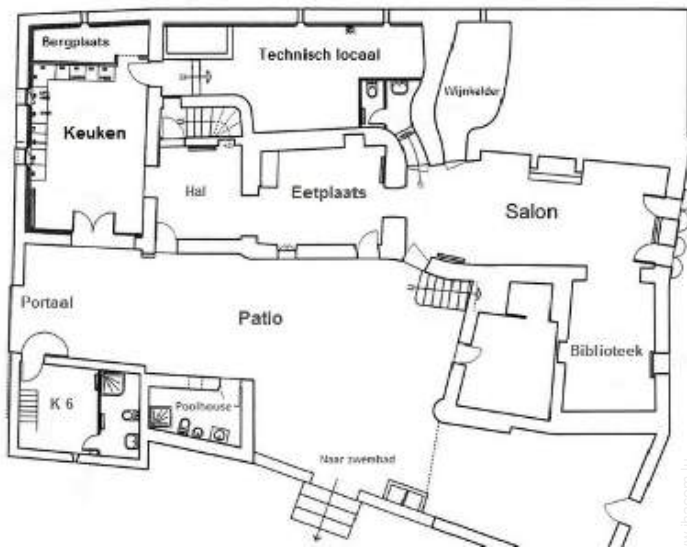 Bergplaats
Technisch locaal
Wijnkelder
Keuken
Hal
Eetplaats
Salon
Portaal
Patio
Biblioteek
K 6
Poolhouse
Naar zwembad